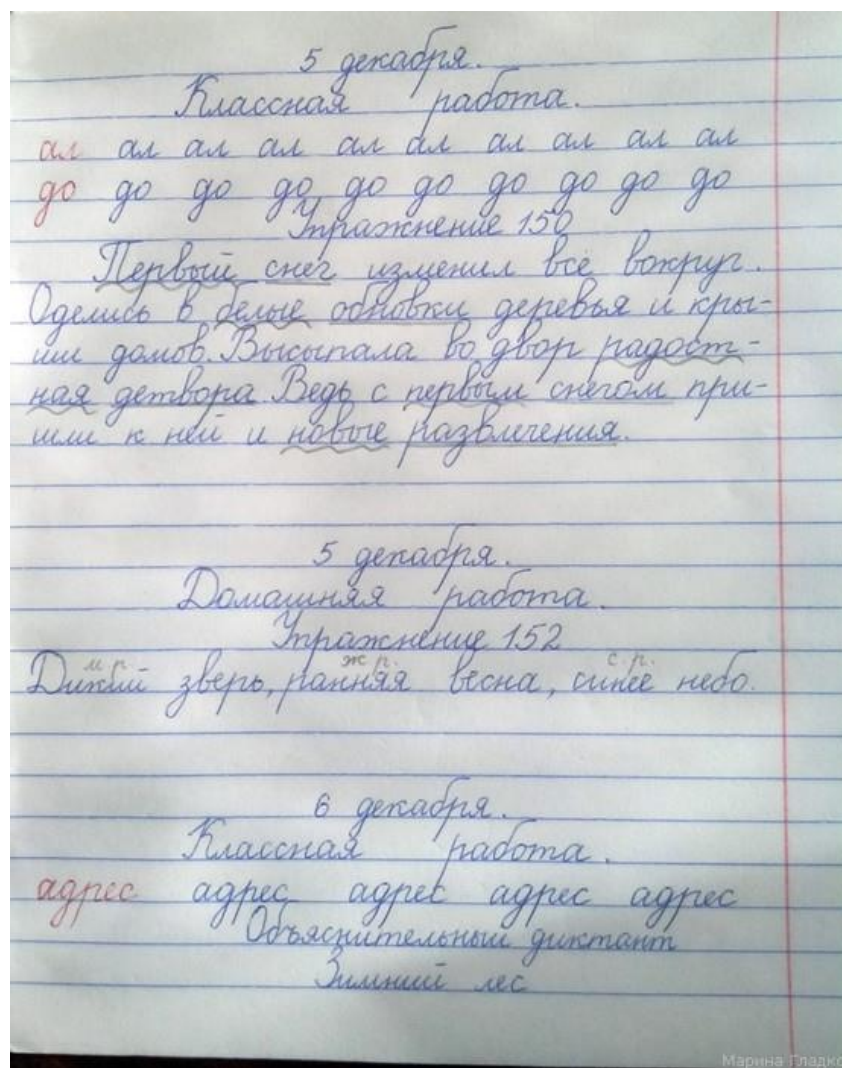 5 декабря.
Классная работа.
ал ал ал ал ал ал ал ал ал ал
до до до до до до до до до до
Упражнение 150
Первый снег изменил всё вокруг.
Оделись в белые обновки деревья и кры-
ши домов. Высыпала во двор радост-
ная детвора. Ведь с первым снегом при-
шли к ней и новые развлечения.
5 декабря.
Домашняя работа.
Упражнение 152
м.р. ж.р. с.р.
Дикий зверь, ранняя весна, синее небо.
6 декабря.
Классная работа.
адрес адрес адрес адрес адрес
Объяснительный диктант
Зимний лес
Марина Гладко